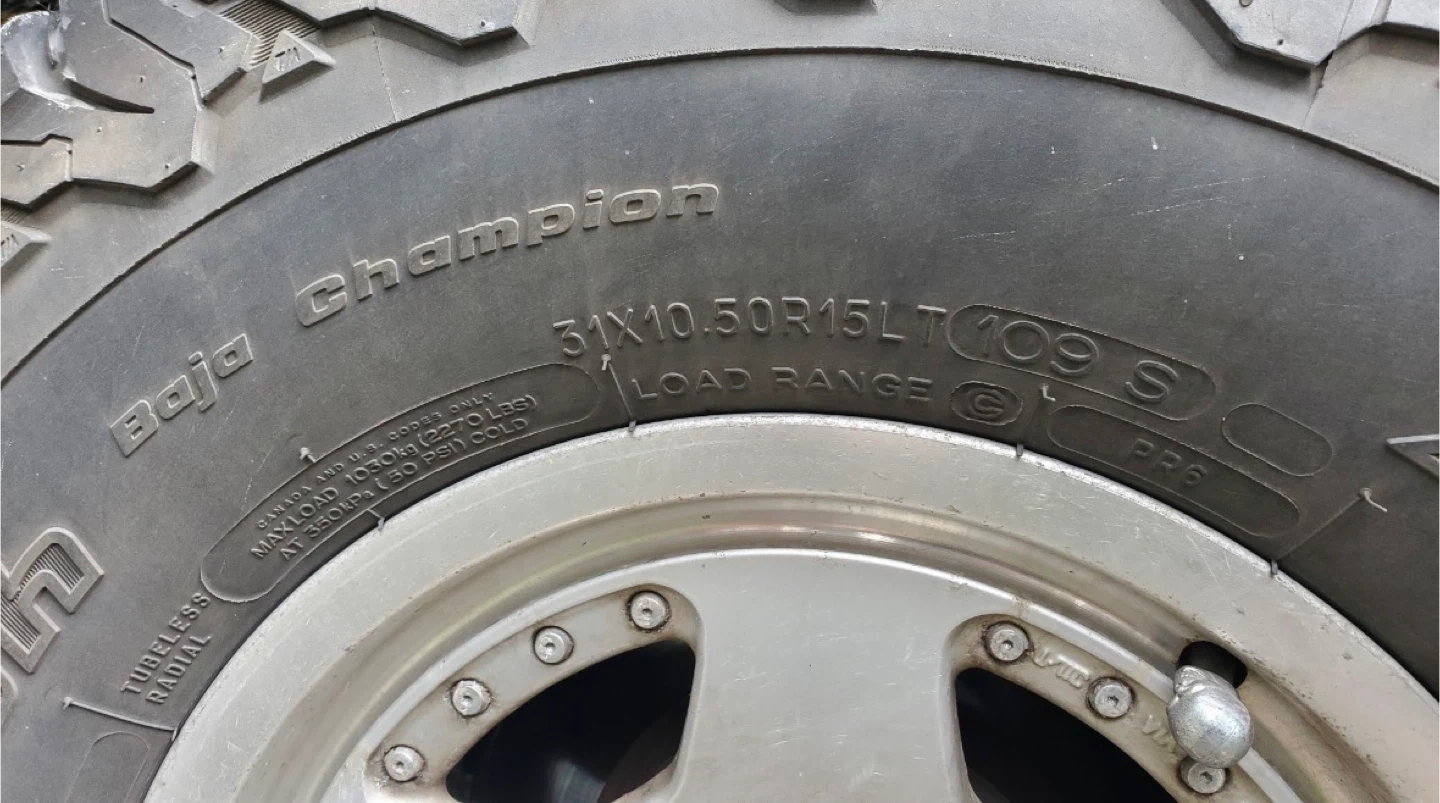 Baja Champion
31X10.50R15LT 109 S
LOAD RANGE C
PR6
CANADA AND U.S. CODES ONLY
MAX LOAD 1030kg (2270 LBS)
AT 350kPa (50 PSI) COLD
TUBELESS
RADIAL